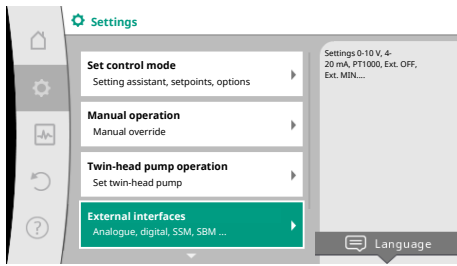 Settings
Set control mode
Setting assistant, setpoints, options
Manual operation
Manual override
Twin-head pump operation
Set twin-head pump
External interfaces
Analogue, digital, SSM, SBM ...
Settings 0-10 V, 4-
20 mA, PT1000, Ext. OFF,
Ext. MIN....
Language